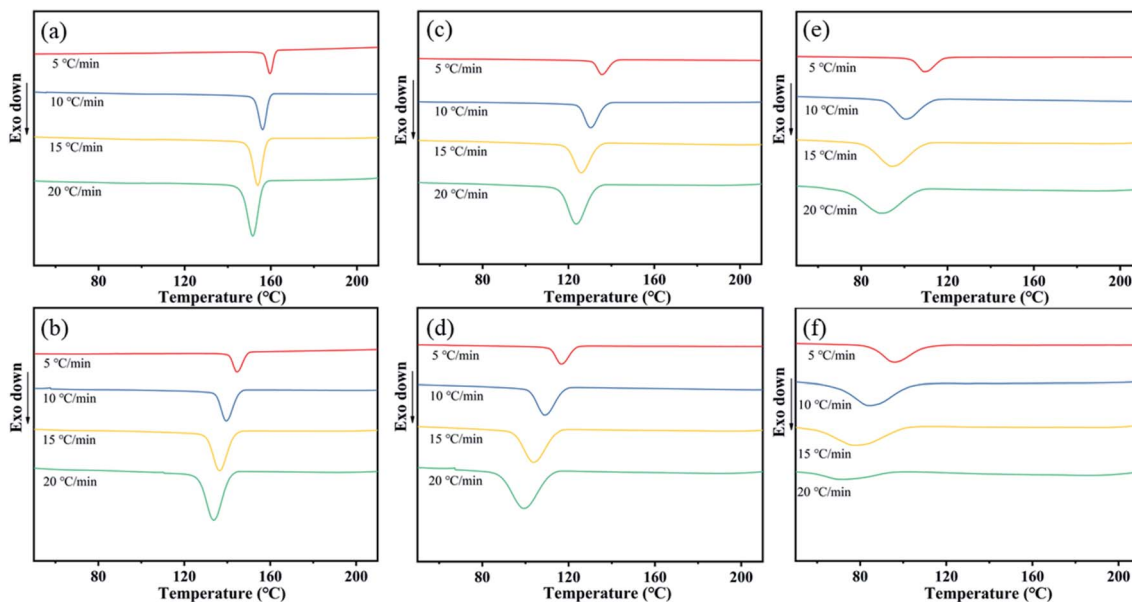 (a)
5 ℃/min
10 ℃/min
15 ℃/min
20 ℃/min
Exo down
80 120 160 200
Temperature (℃)
(c)
5 ℃/min
10 ℃/min
15 ℃/min
20 ℃/min
Exo down
80 120 160 200
Temperature (℃)
(e)
5 ℃/min
10 ℃/min
15 ℃/min
20 ℃/min
Exo down
80 120 160 200
Temperature (℃)
(b)
5 ℃/min
10 ℃/min
15 ℃/min
20 ℃/min
Exo down
80 120 160 200
Temperature (℃)
(d)
5 ℃/min
10 ℃/min
15 ℃/min
20 ℃/min
Exo down
80 120 160 200
Temperature (℃)
(f)
5 ℃/min
10 ℃/min
15 ℃/min
20 ℃/min
Exo down
80 120 160 200
Temperature (℃)